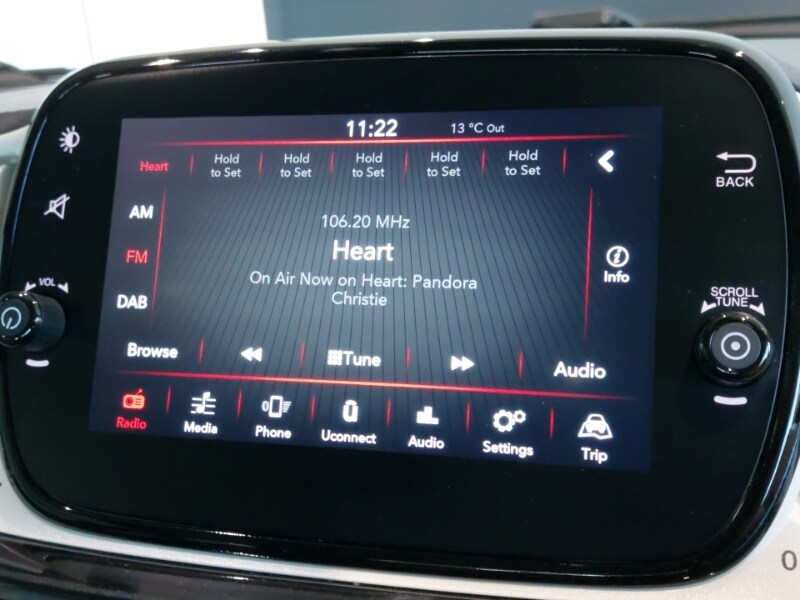 11:22 13 °C Out
Heart Hold to Set Hold to Set Hold to Set Hold to Set Hold to Set
AM
FM
DAB
106.20 MHz
Heart
On Air Now on Heart: Pandora
Christie
Info
BACK
VOL
SCROLL
TUNE
Browse Tune Audio
Radio Media Phone Uconnect Audio Settings Trip
0